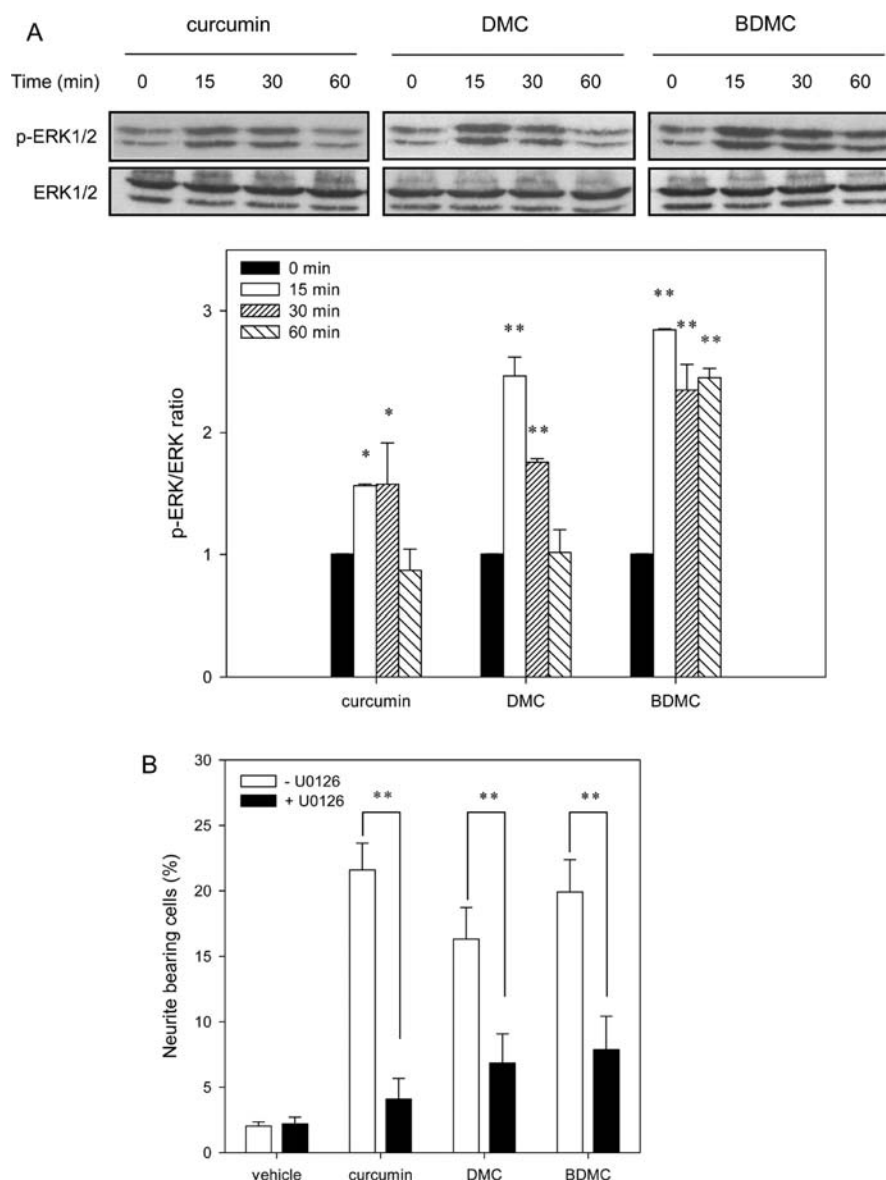 A
curcumin DMC BDMC
Time (min) 0 15 30 60 0 15 30 60 0 15 30 60
p-ERK1/2
ERK1/2
0 min
15 min
30 min
60 min
p-ERK/ERK ratio
3
2
1
0
* * ** ** ** ** **
curcumin DMC BDMC
B
- U0126
+ U0126
** ** **
Neurite bearing cells (%)
30
25
20
15
10
5
0
vehicle curcumin DMC BDMC